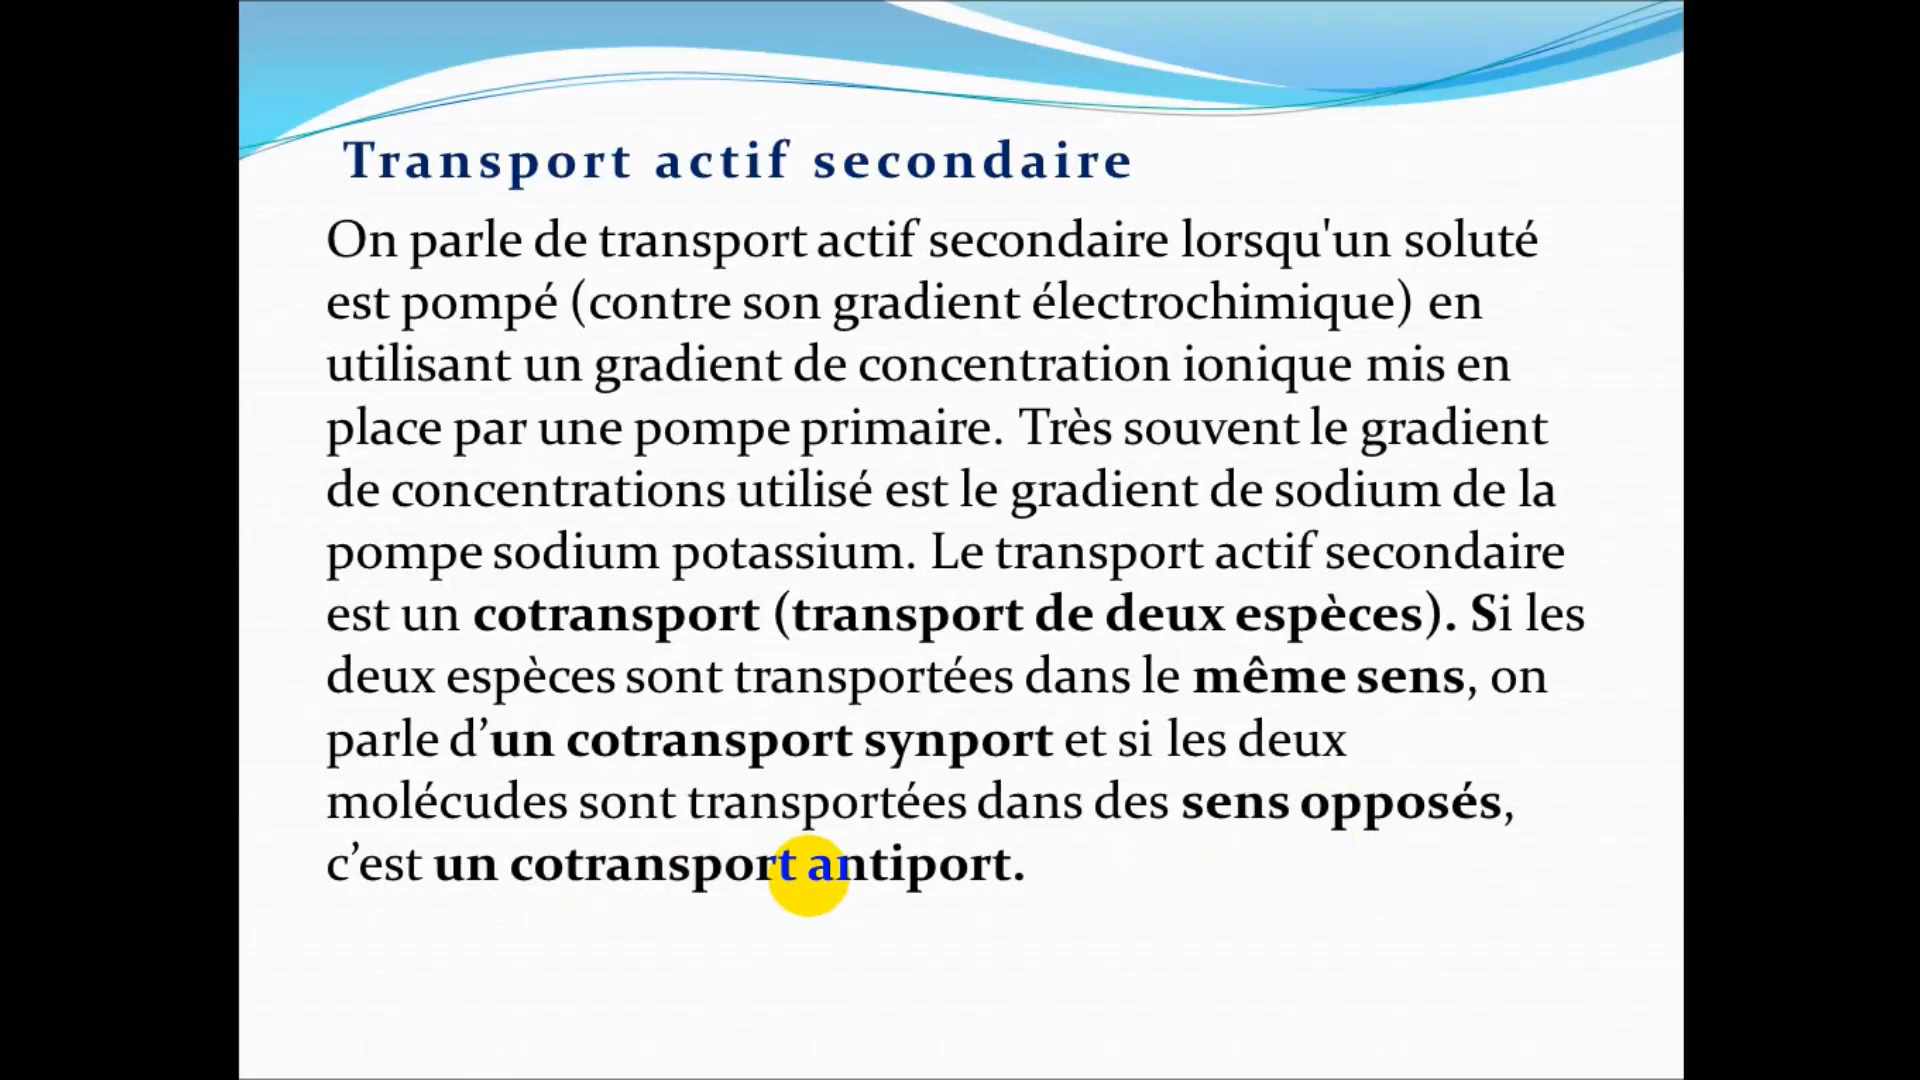 Transport actif secondaire
On parle de transport actif secondaire lorsqu'un soluté
est pompé (contre son gradient électrochimique) en
utilisant un gradient de concentration ionique mis en
place par une pompe primaire. Très souvent le gradient
de concentrations utilisé est le gradient de sodium de la
pompe sodium potassium. Le transport actif secondaire
est un cotransport (transport de deux espèces). Si les
deux espèces sont transportées dans le même sens, on
parle d’un cotransport synport et si les deux
molécudes sont transportées dans des sens opposés,
c’est un cotransport antiport.